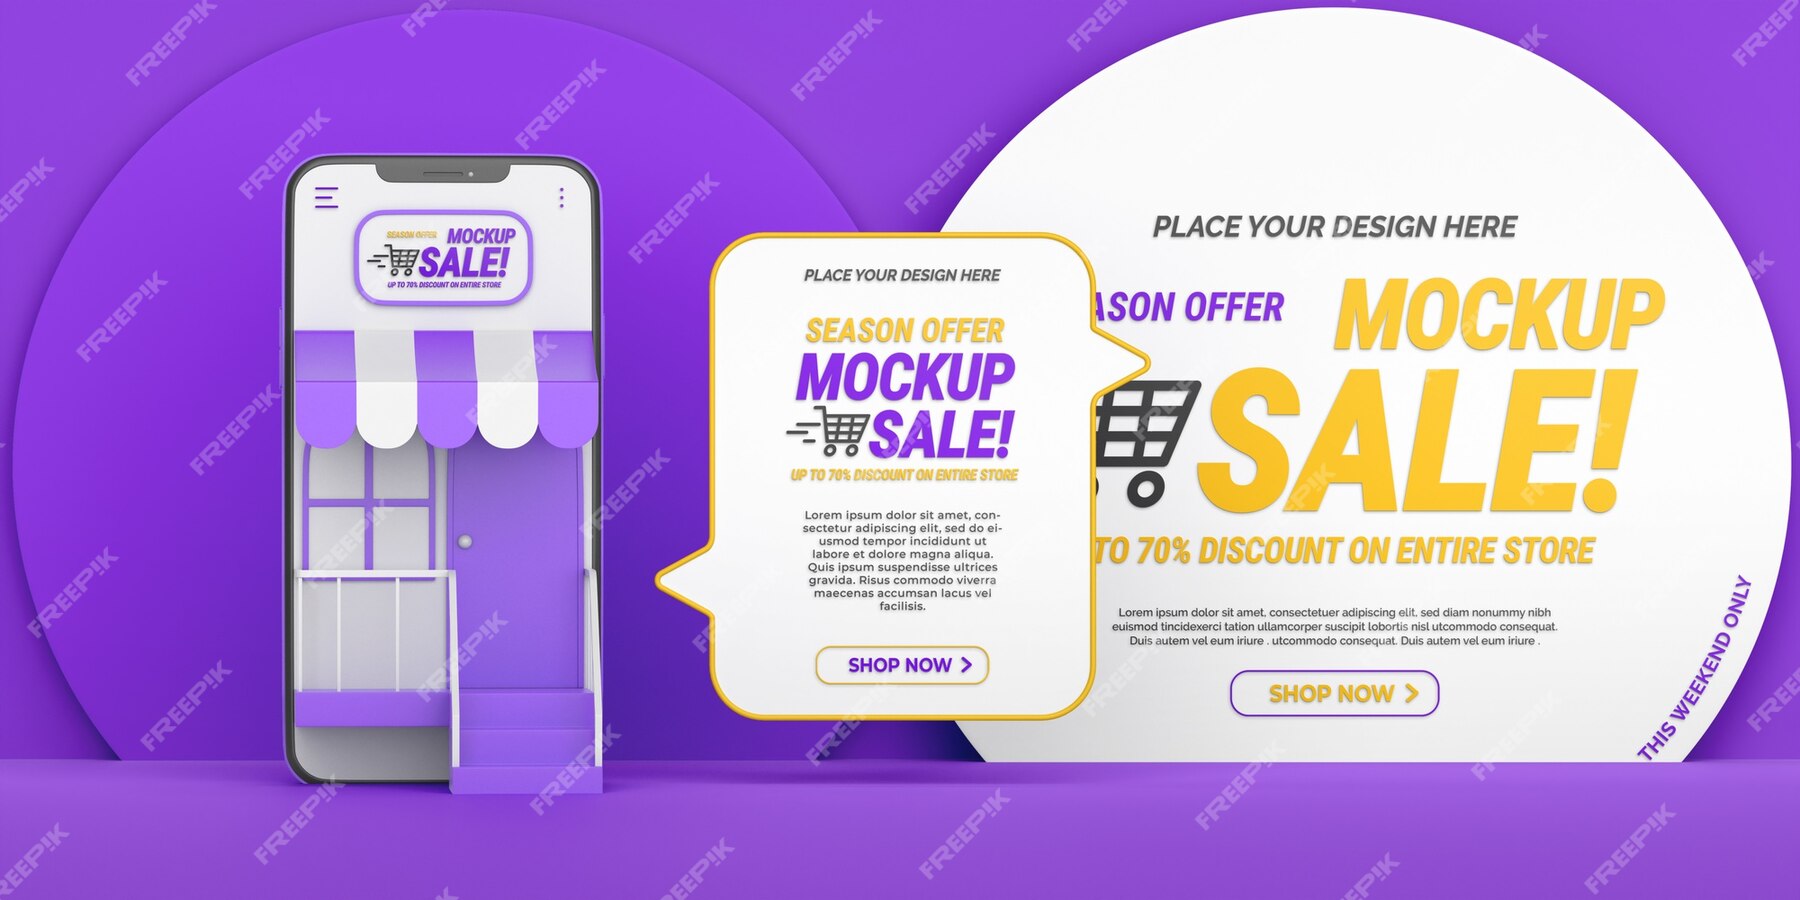 SEASON OFFER MOCKUP
SALE!
UP TO 70% DISCOUNT ON ENTIRE STORE
PLACE YOUR DESIGN HERE
SEASON OFFER
MOCKUP
SALE!
UP TO 70% DISCOUNT ON ENTIRE STORE
Lorem ipsum dolor sit amet, con-
sectetur adipiscing elit, sed do ei-
usmod tempor incididunt ut
labore et dolore magna aliqua.
Quis ipsum suspendisse ultrices
gravida. Risus commodo viverra
maecenas accumsan lacus vel
facilisis.
SHOP NOW >
PLACE YOUR DESIGN HERE
ASON OFFER MOCKUP
SALE!
TO 70% DISCOUNT ON ENTIRE STORE
Lorem ipsum dolor sit amet, constectetuer adipiscing elit, sed diam nonummy nibh
euismod tincidexerci tation ullamcorper suscipit lobortis nisl ut commodo consequat.
Duis autem vel eum iriure . utcommodo consequat. Duis autem vel eum iriure .
SHOP NOW >
THIS WEEKEND ONLY
FREEPIK